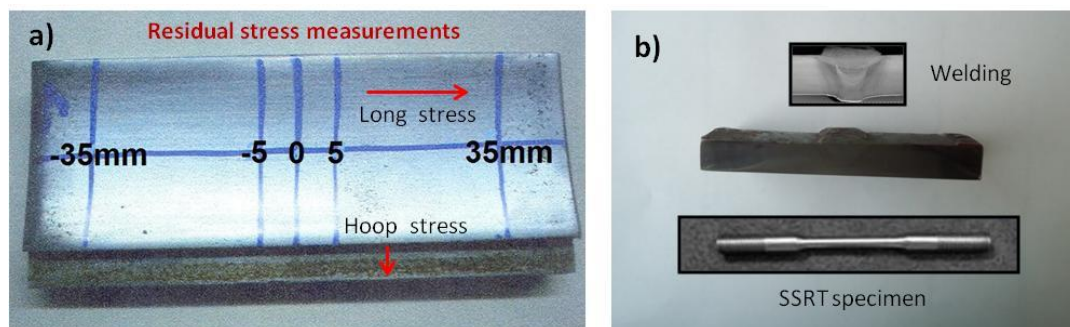 a)
Residual stress measurements
Long stress
-35mm -5 0 5 35mm
Hoop stress
b)
Welding
SSRT specimen